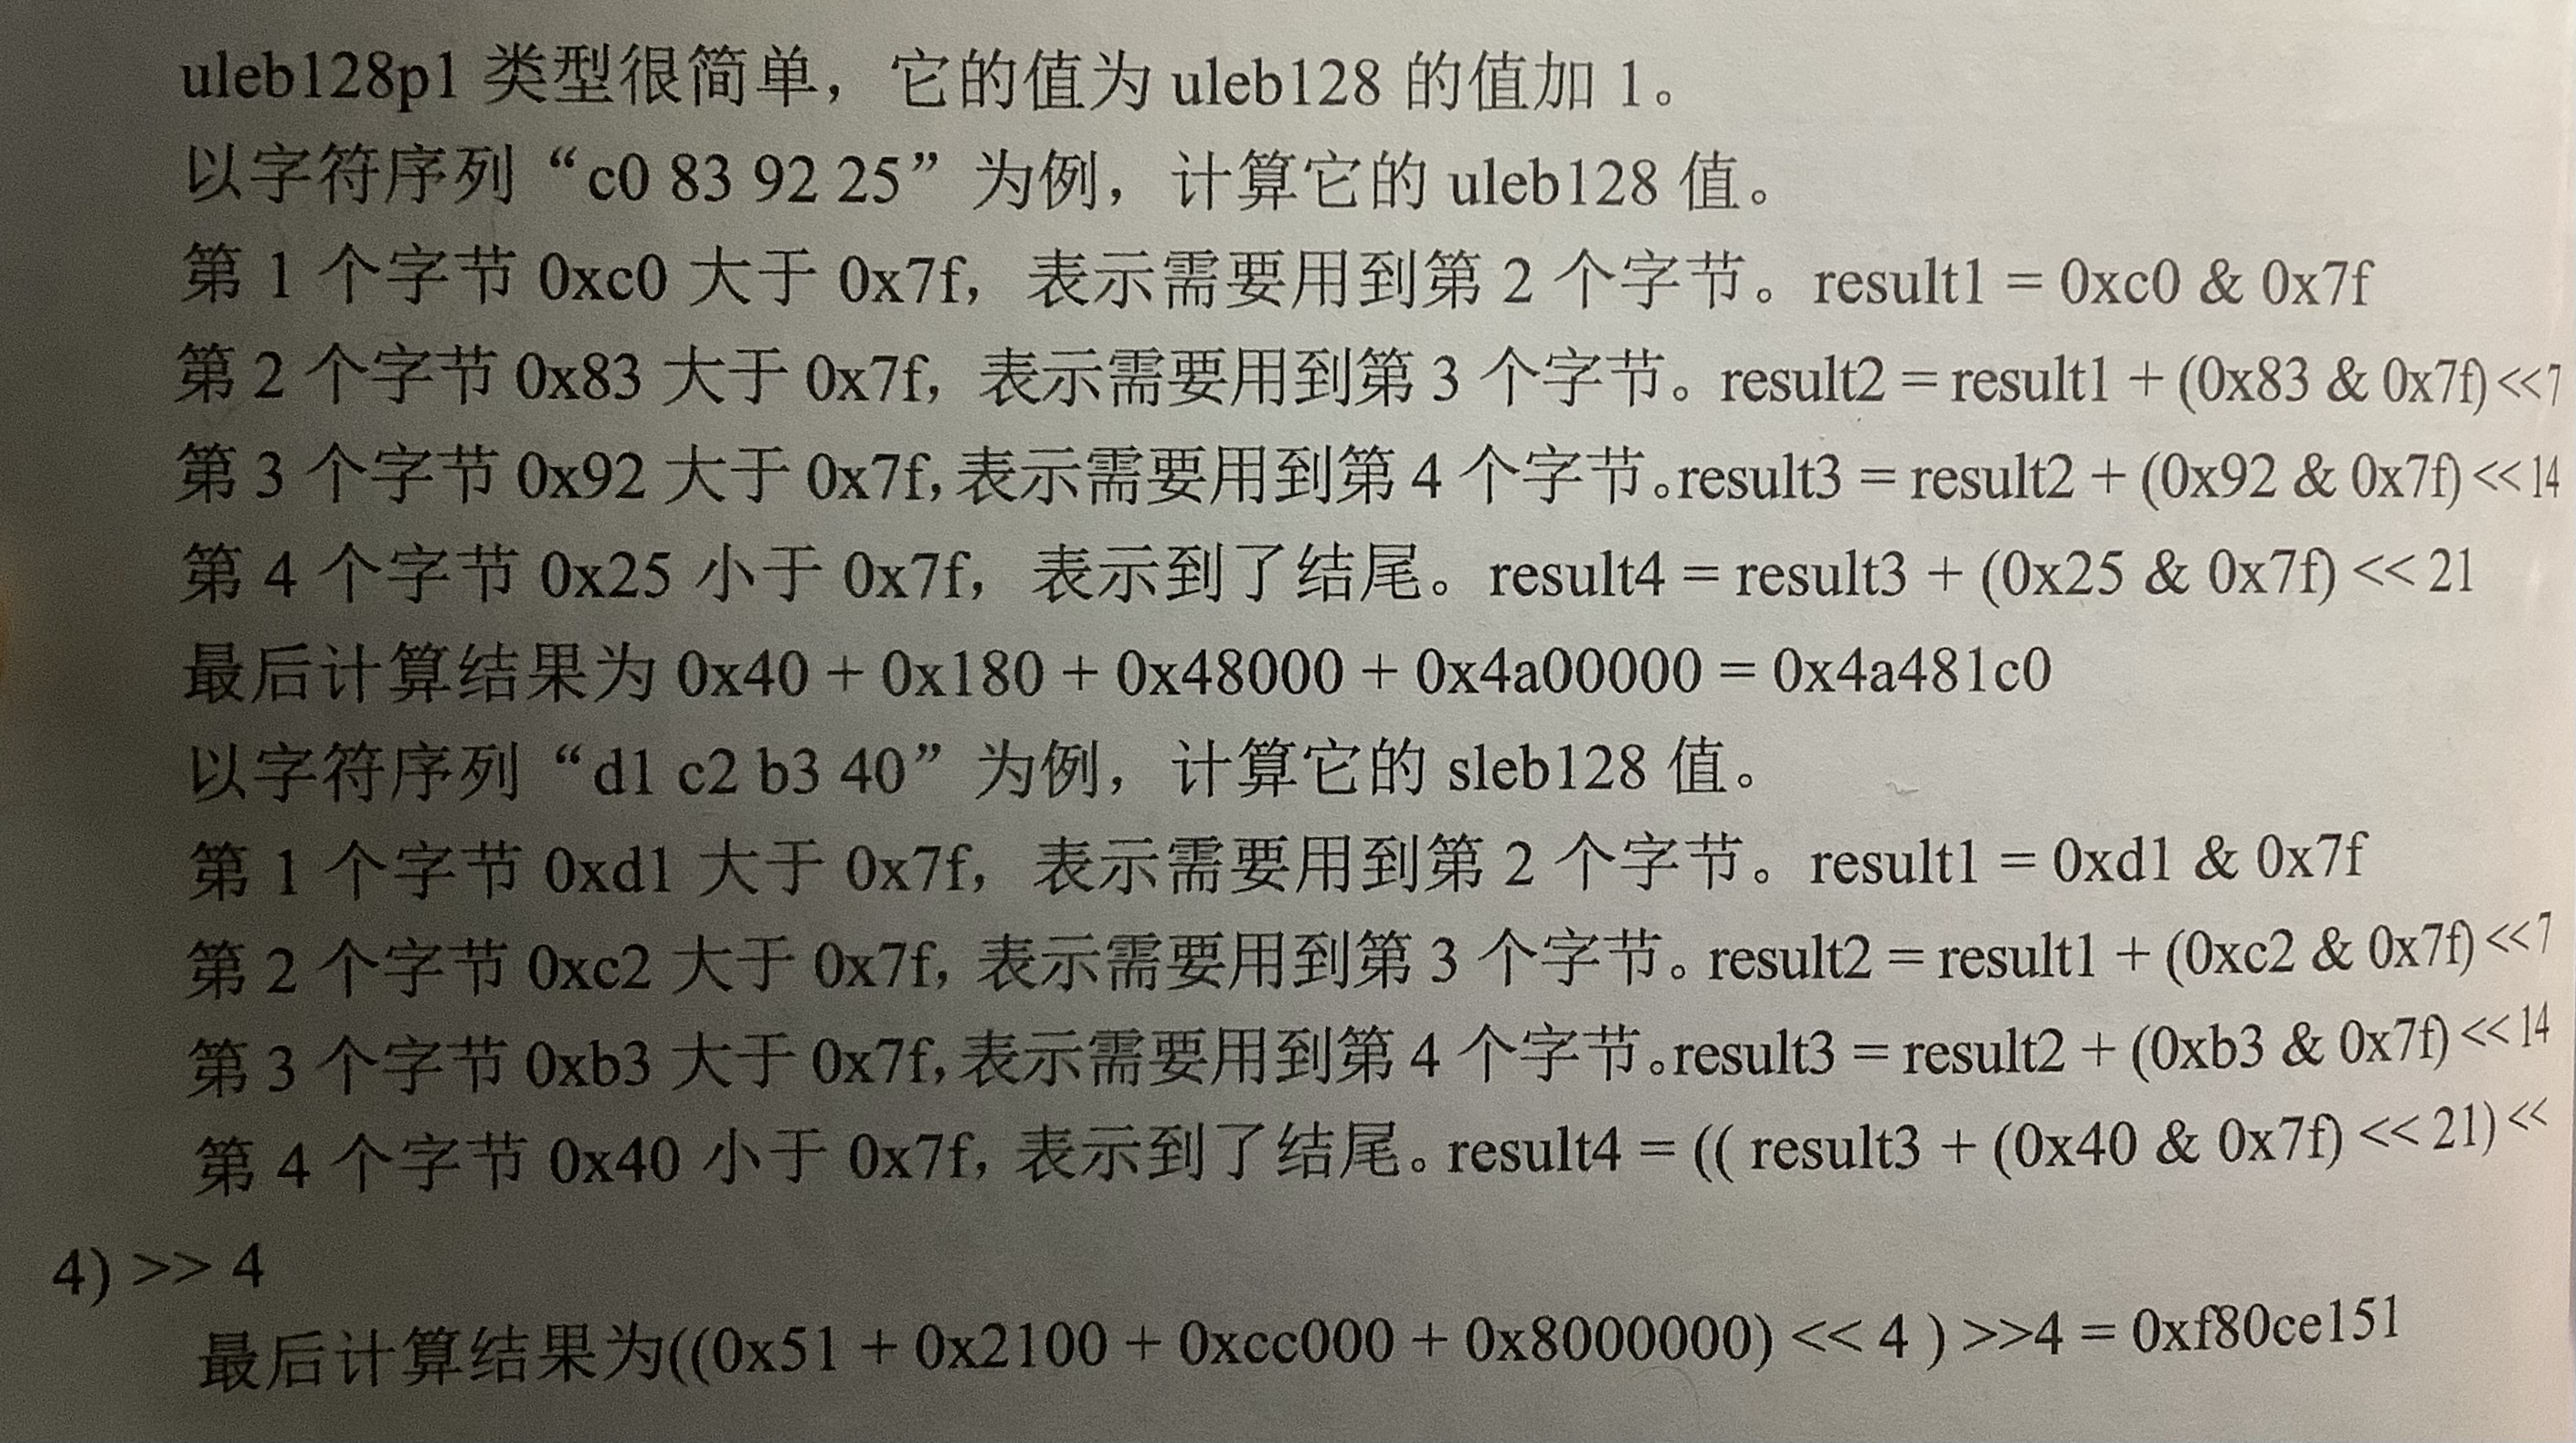 uleb128p1 类型很简单，它的值为 uleb128 的值加 1。
以字符序列“c0 83 92 25”为例，计算它的 uleb128 值。
第 1 个字节 0xc0 大于 0x7f，表示需要用到第 2 个字节。result1 = 0xc0 & 0x7f
第 2 个字节 0x83 大于 0x7f，表示需要用到第 3 个字节。result2 = result1 + (0x83 & 0x7f) <<7
第 3 个字节 0x92 大于 0x7f,表示需要用到第 4 个字节。result3 = result2 + (0x92 & 0x7f) << 14
第 4 个字节 0x25 小于 0x7f，表示到了结尾。result4 = result3 + (0x25 & 0x7f) << 21
最后计算结果为 0x40 + 0x180 + 0x48000 + 0x4a00000 = 0x4a481c0
以字符序列“d1 c2 b3 40”为例，计算它的 sleb128 值。
第 1 个字节 0xd1 大于 0x7f，表示需要用到第 2 个字节。result1 = 0xd1 & 0x7f
第 2 个字节 0xc2 大于 0x7f，表示需要用到第 3 个字节。result2 = result1 + (0xc2 & 0x7f) <<7
第 3 个字节 0xb3 大于 0x7f,表示需要用到第 4 个字节。result3 = result2 + (0xb3 & 0x7f) << 14
第 4 个字节 0x40 小于 0x7f，表示到了结尾。result4 = (( result3 + (0x40 & 0x7f) << 21) <<
4) >> 4
最后计算结果为((0x51 + 0x2100 + 0xcc000 + 0x8000000) << 4 ) >>4 = 0xf80ce151